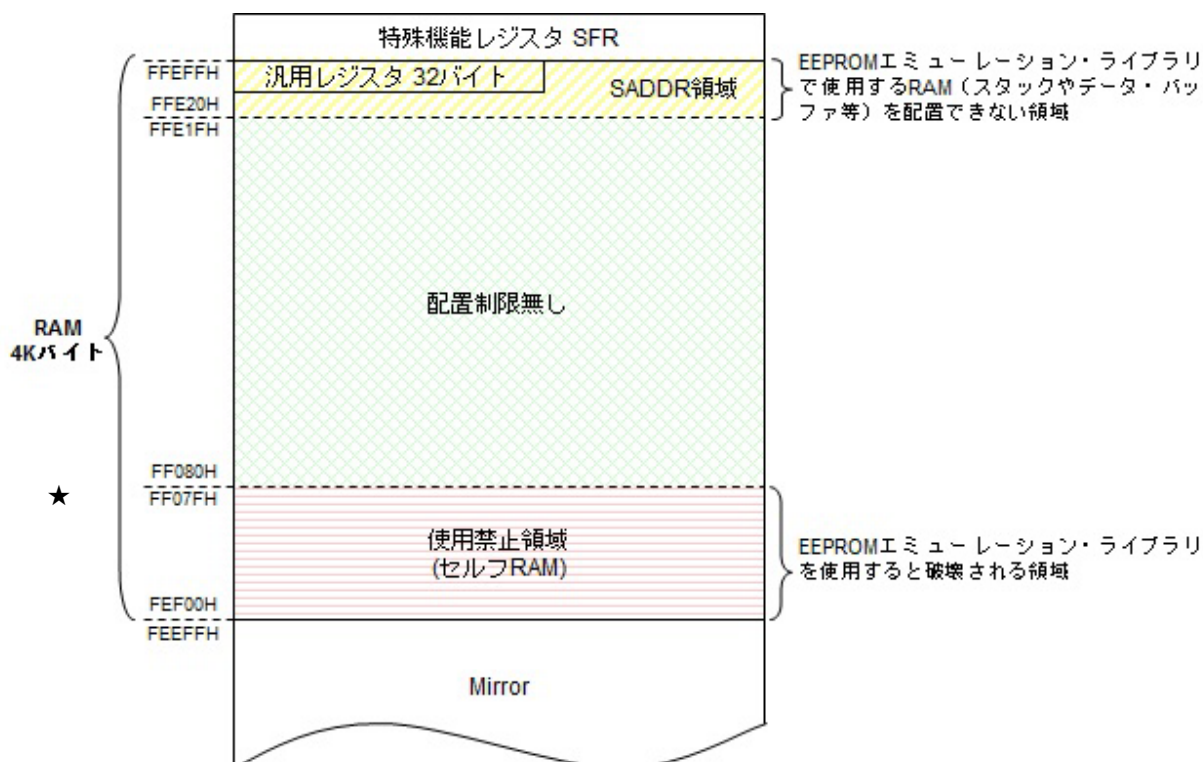 特殊機能レジスタ SFR
FFEFFH
汎用レジスタ 32バイト
SADDR領域
FFE20H
FFE1FH
EEPROMエミューレーション・ライブラリ
で使用するRAM（スタックやデータ・バッ
ファ等）を配置できない領域
配置制限無し
RAM
4Kバイト
FF080H
★
FF07FH
使用禁止領域
(セルフRAM)
EEPROMエミューレーション・ライブラリ
を使用すると破壊される領域
FEF00H
FEEFFH
Mirror